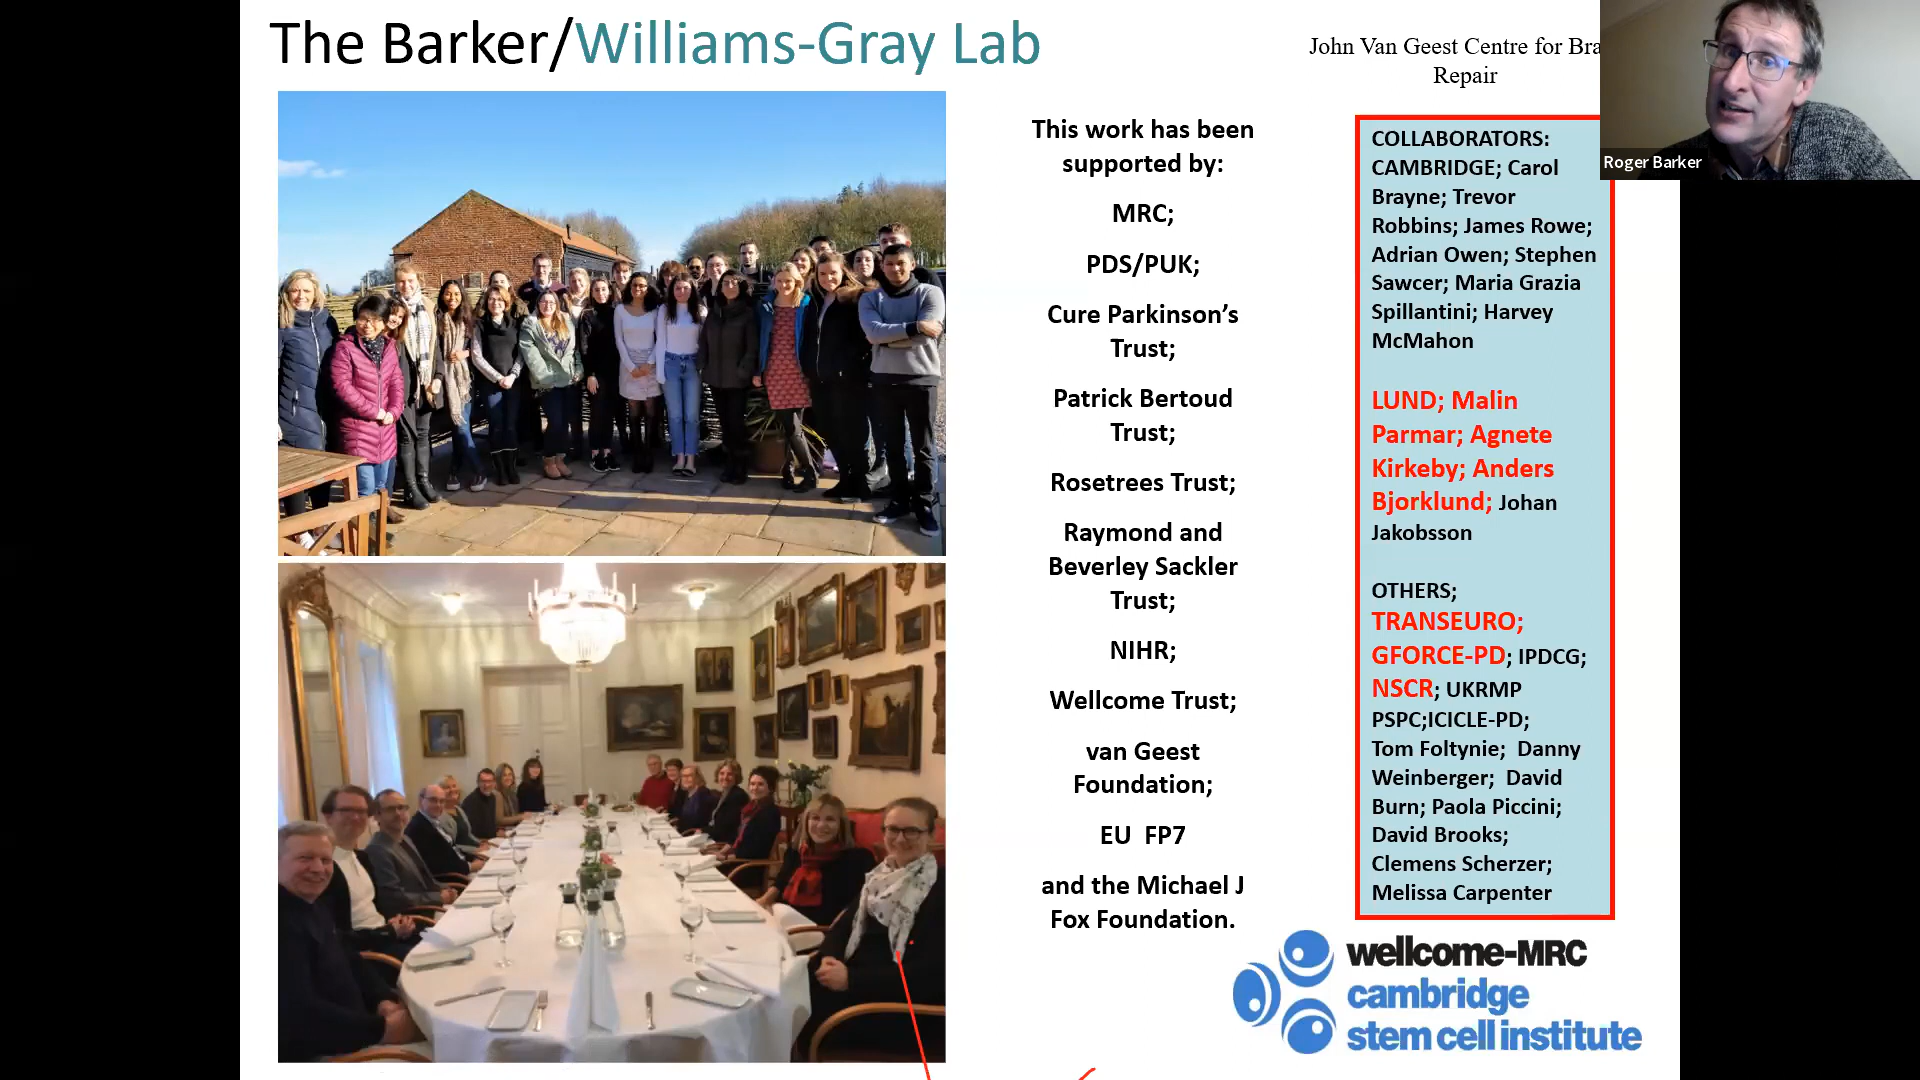 The Barker/Williams-Gray Lab
John Van Geest Centre for Bra
Repair
This work has been
supported by:
MRC;
PDS/PUK;
Cure Parkinson’s
Trust;
Patrick Bertoud
Trust;
Rosetrees Trust;
Raymond and
Beverley Sackler
Trust;
NIHR;
Wellcome Trust;
van Geest
Foundation;
EU FP7
and the Michael J
Fox Foundation.
COLLABORATORS:
CAMBRIDGE; Carol
Brayne; Trevor
Robbins; James Rowe;
Adrian Owen; Stephen
Sawcer; Maria Grazia
Spillantini; Harvey
McMahon
LUND; Malin
Parmar; Agnete
Kirkeby; Anders
Bjorklund; Johan
Jakobsson
OTHERS;
TRANSEURO;
GFORCE-PD; IPDCG;
NSCR; UKRMP
PSPC;ICICLE-PD;
Tom Foltynie; Danny
Weinberger; David
Burn; Paola Piccini;
David Brooks;
Clemens Scherzer;
Melissa Carpenter
wellcome-MRC
cambridge
stem cell institute
Roger Barker